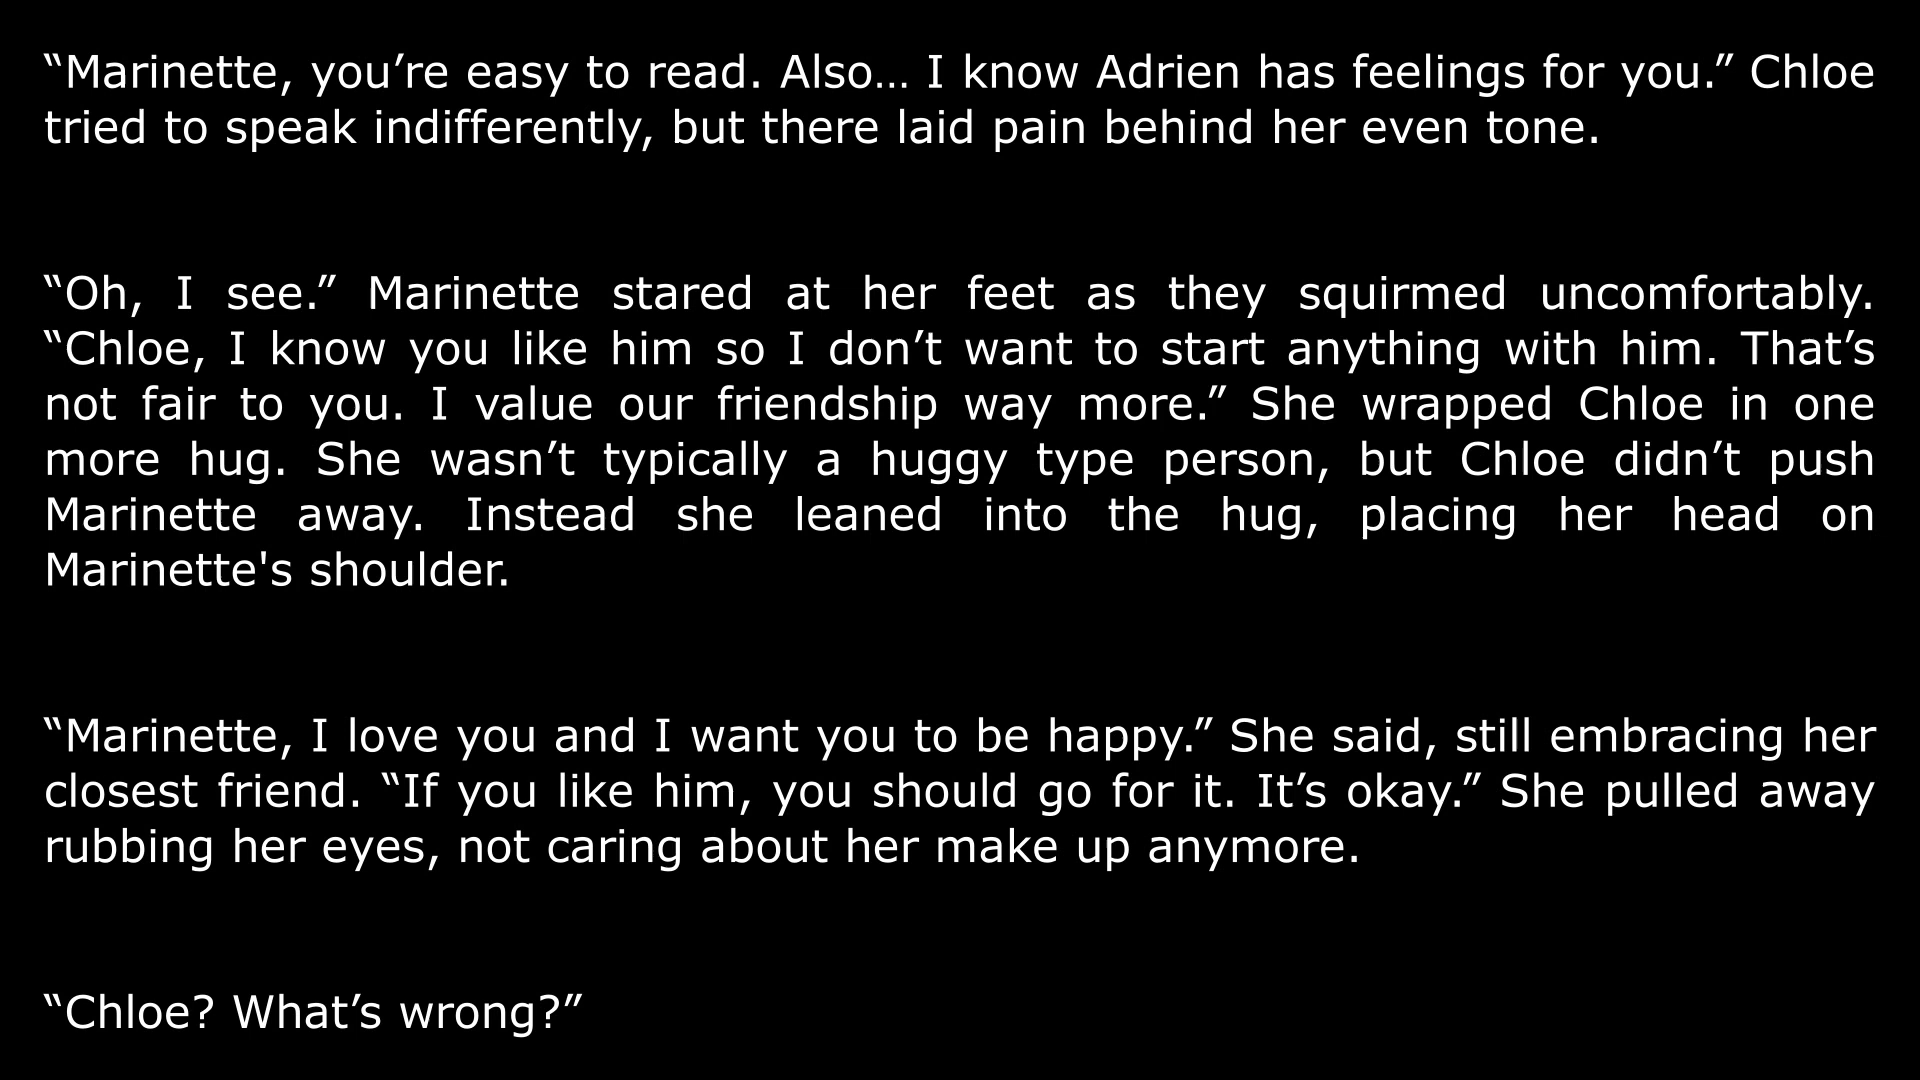 “Marinette, you’re easy to read. Also… I know Adrien has feelings for you.” Chloe
tried to speak indifferently, but there laid pain behind her even tone.
“Oh, I see.” Marinette stared at her feet as they squirmed uncomfortably.
“Chloe, I know you like him so I don’t want to start anything with him. That’s
not fair to you. I value our friendship way more.” She wrapped Chloe in one
more hug. She wasn’t typically a huggy type person, but Chloe didn’t push
Marinette away. Instead she leaned into the hug, placing her head on
Marinette's shoulder.
“Marinette, I love you and I want you to be happy.” She said, still embracing her
closest friend. “If you like him, you should go for it. It’s okay.” She pulled away
rubbing her eyes, not caring about her make up anymore.
“Chloe? What’s wrong?”